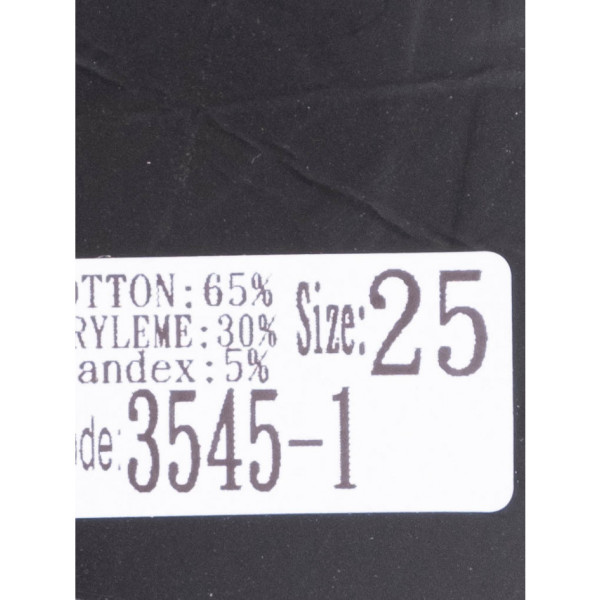 OTTON:65%
RYLEME:30%
andex:5%
Size:25
ode:3545-1